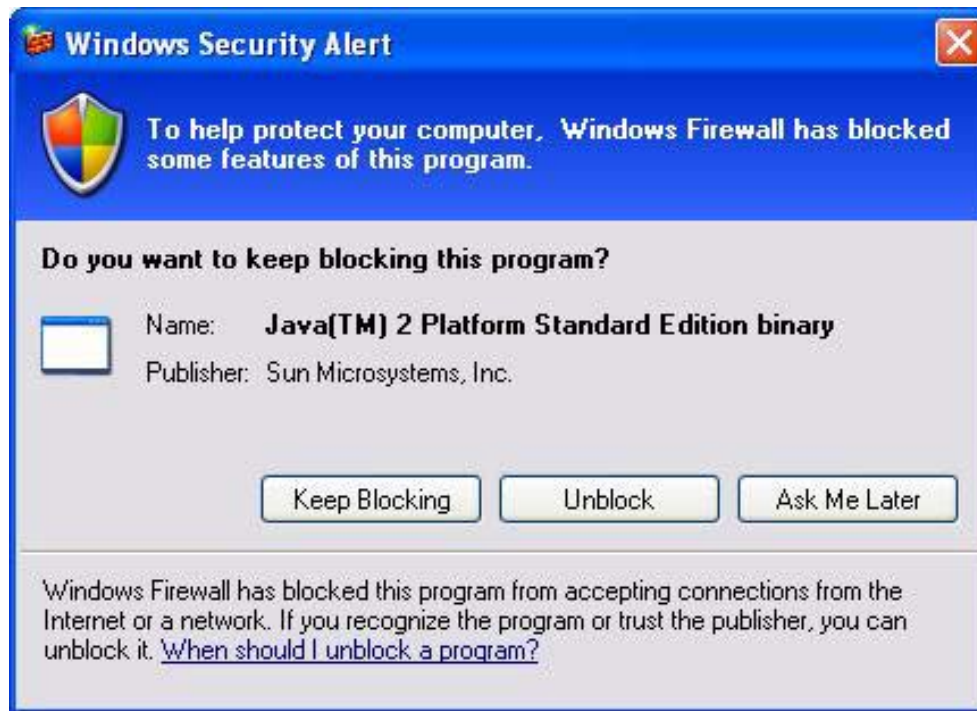 Windows Security Alert
To help protect your computer, Windows Firewall has blocked
some features of this program.
Do you want to keep blocking this program?
Name: Java(TM) 2 Platform Standard Edition binary
Publisher: Sun Microsystems, Inc.
Keep Blocking Unblock Ask Me Later
Windows Firewall has blocked this program from accepting connections from the
Internet or a network. If you recognize the program or trust the publisher, you can
unblock it. When should I unblock a program?